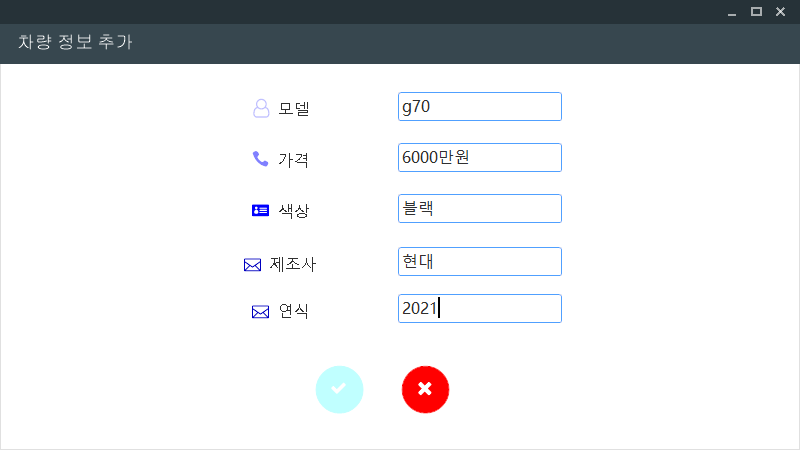 차량 정보 추가
모델 g70
가격 6000만원
색상 블랙
제조사 현대
연식 2021